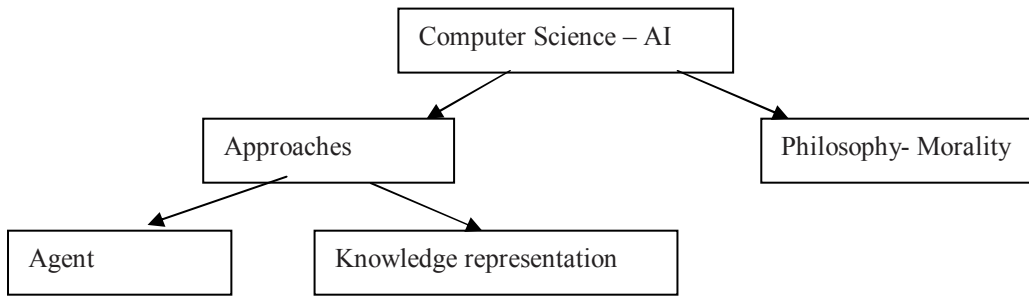 Computer Science – AI
Approaches
Philosophy- Morality
Agent
Knowledge representation